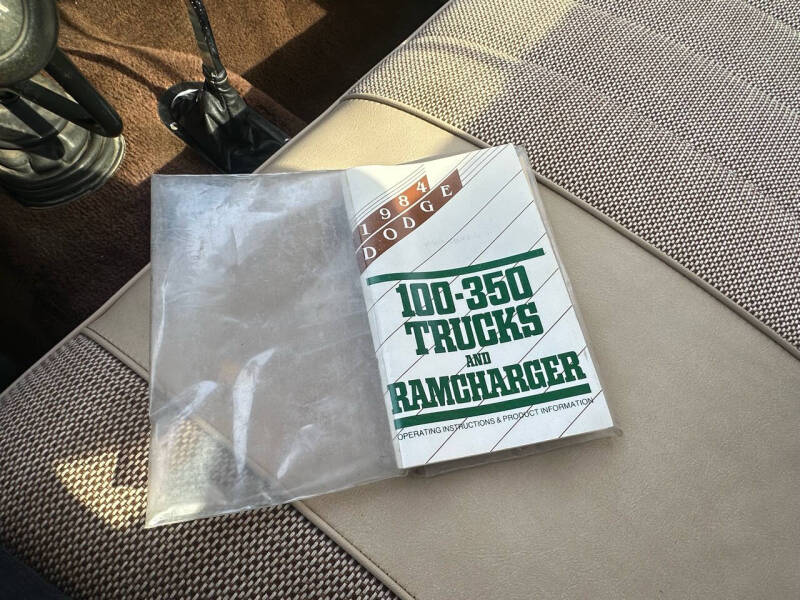 1984
DODGE
100-350
TRUCKS
AND
RAMCHARGER
OPERATING INSTRUCTIONS & PRODUCT INFORMATION